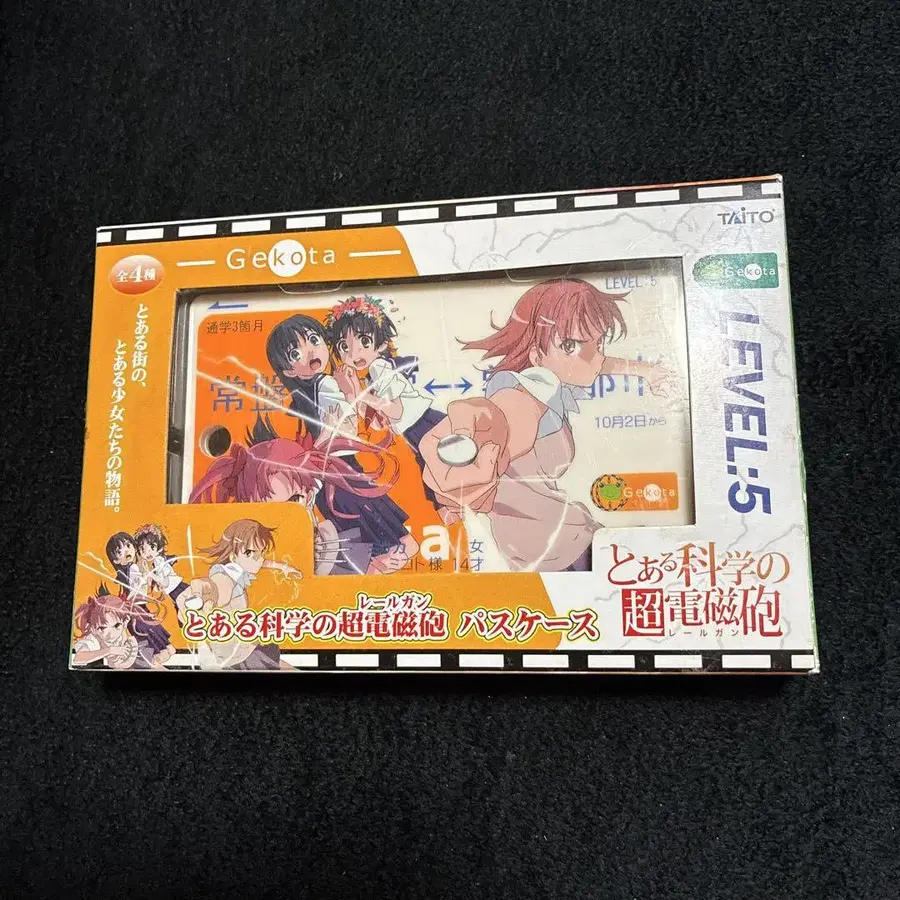 TAITO
全4種
Gekota
Gekota
とある街の、
とある少女たちの物語。
LEVEL:5
通学3箇月
常盤
↔
10月2日から
Gekota
a
女
ミコト様 14才
LEVEL:5
とある科学の超電磁砲 パスケース
レールガン
とある科学の
超電磁砲
レールガン